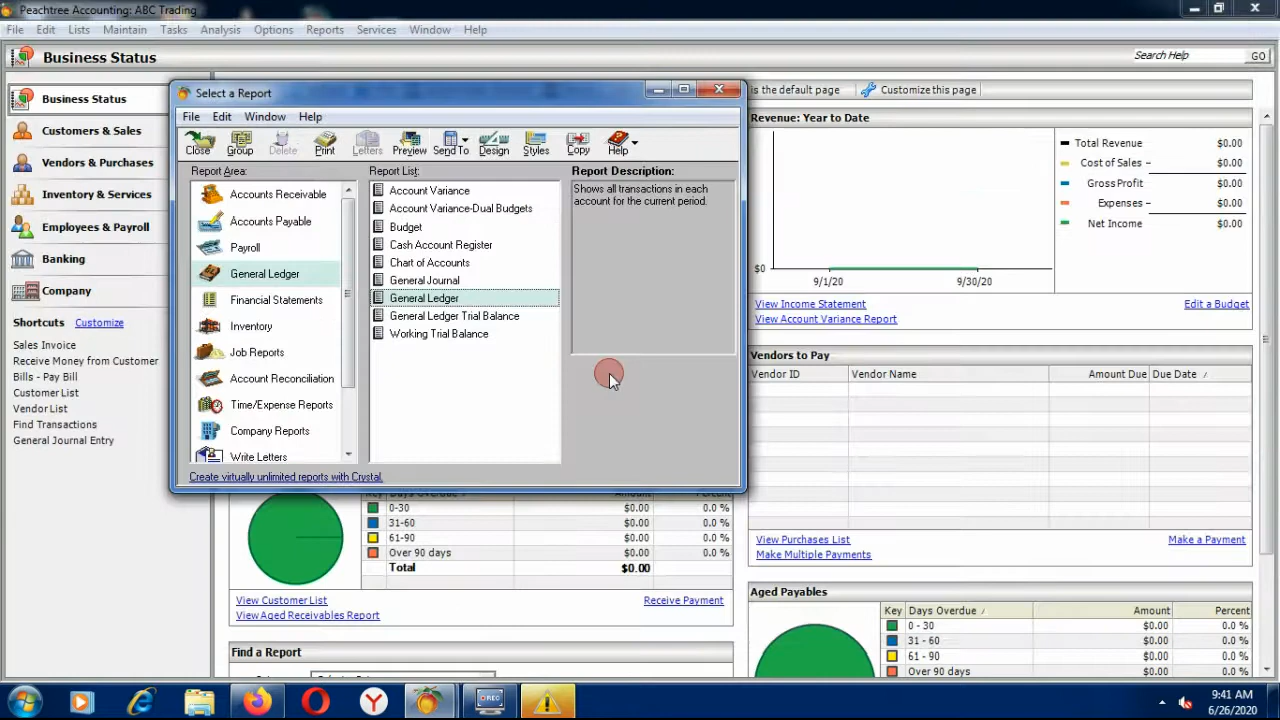 Peachtree Accounting: ABC Trading
File Edit Lists Maintain Tasks Analysis Options Reports Services Window Help
Business Status
Search Help GO
Business Status
Customers & Sales
Vendors & Purchases
Inventory & Services
Employees & Payroll
Banking
Company
Shortcuts Customize
Sales Invoice
Receive Money from Customer
Bills - Pay Bill
Customer List
Vendor List
Find Transactions
General Journal Entry
Select a Report
File Edit Window Help
Close Group Delete Print Letters Preview Send To Design Styles Copy Help
Report Area:
Accounts Receivable
Accounts Payable
Payroll
General Ledger
Financial Statements
Inventory
Job Reports
Account Reconciliation
Time/Expense Reports
Company Reports
Write Letters
Report List:
Account Variance
Account Variance-Dual Budgets
Budget
Cash Account Register
Chart of Accounts
General Journal
General Ledger
General Ledger Trial Balance
Working Trial Balance
Report Description:
Shows all transactions in each
account for the current period.
Create virtually unlimited reports with Crystal.
is the default page Customize this page
Revenue: Year to Date
$0
9/1/20 9/30/20
Total Revenue $0.00
Cost of Sales - $0.00
Gross Profit $0.00
Expenses - $0.00
Net Income $0.00
View Income Statement Edit a Budget
View Account Variance Report
Vendors to Pay
Vendor ID Vendor Name Amount Due Due Date
View Purchases List Make a Payment
Make Multiple Payments
Key Days Overdue / Amount Percent
0-30 $0.00 0.0 %
31-60 $0.00 0.0 %
61-90 $0.00 0.0 %
Over 90 days $0.00 0.0 %
Total $0.00
View Customer List Receive Payment
View Aged Receivables Report
Find a Report
Aged Payables
Key Days Overdue / Amount Percent
0 - 30 $0.00 0.0 %
31 - 60 $0.00 0.0 %
61 - 90 $0.00 0.0 %
Over 90 days $0.00 0.0 %
REC
9:41 AM
6/26/2020